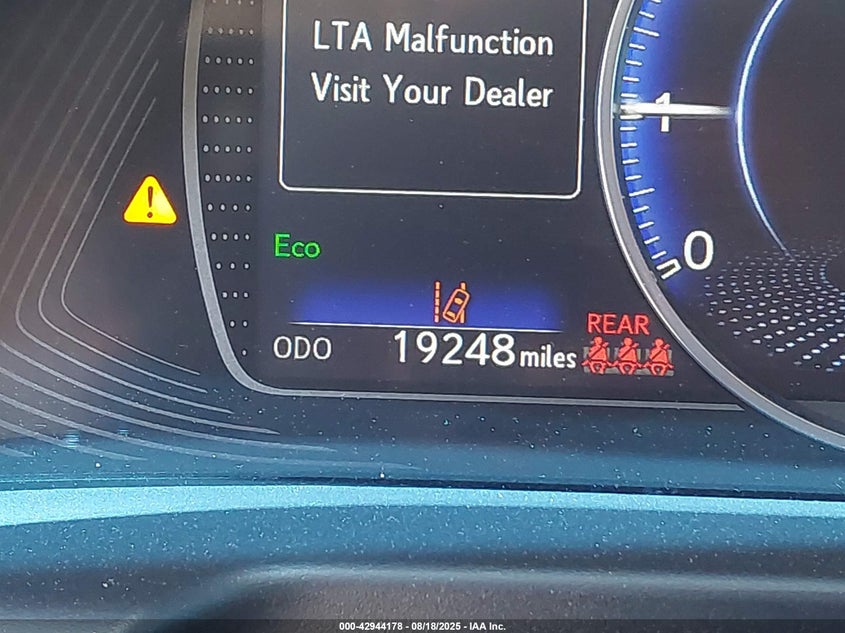 LTA Malfunction
Visit Your Dealer
1
0
Eco
REAR
ODO 19248 miles
000-42944178 - 08/18/2025 - IAA Inc.